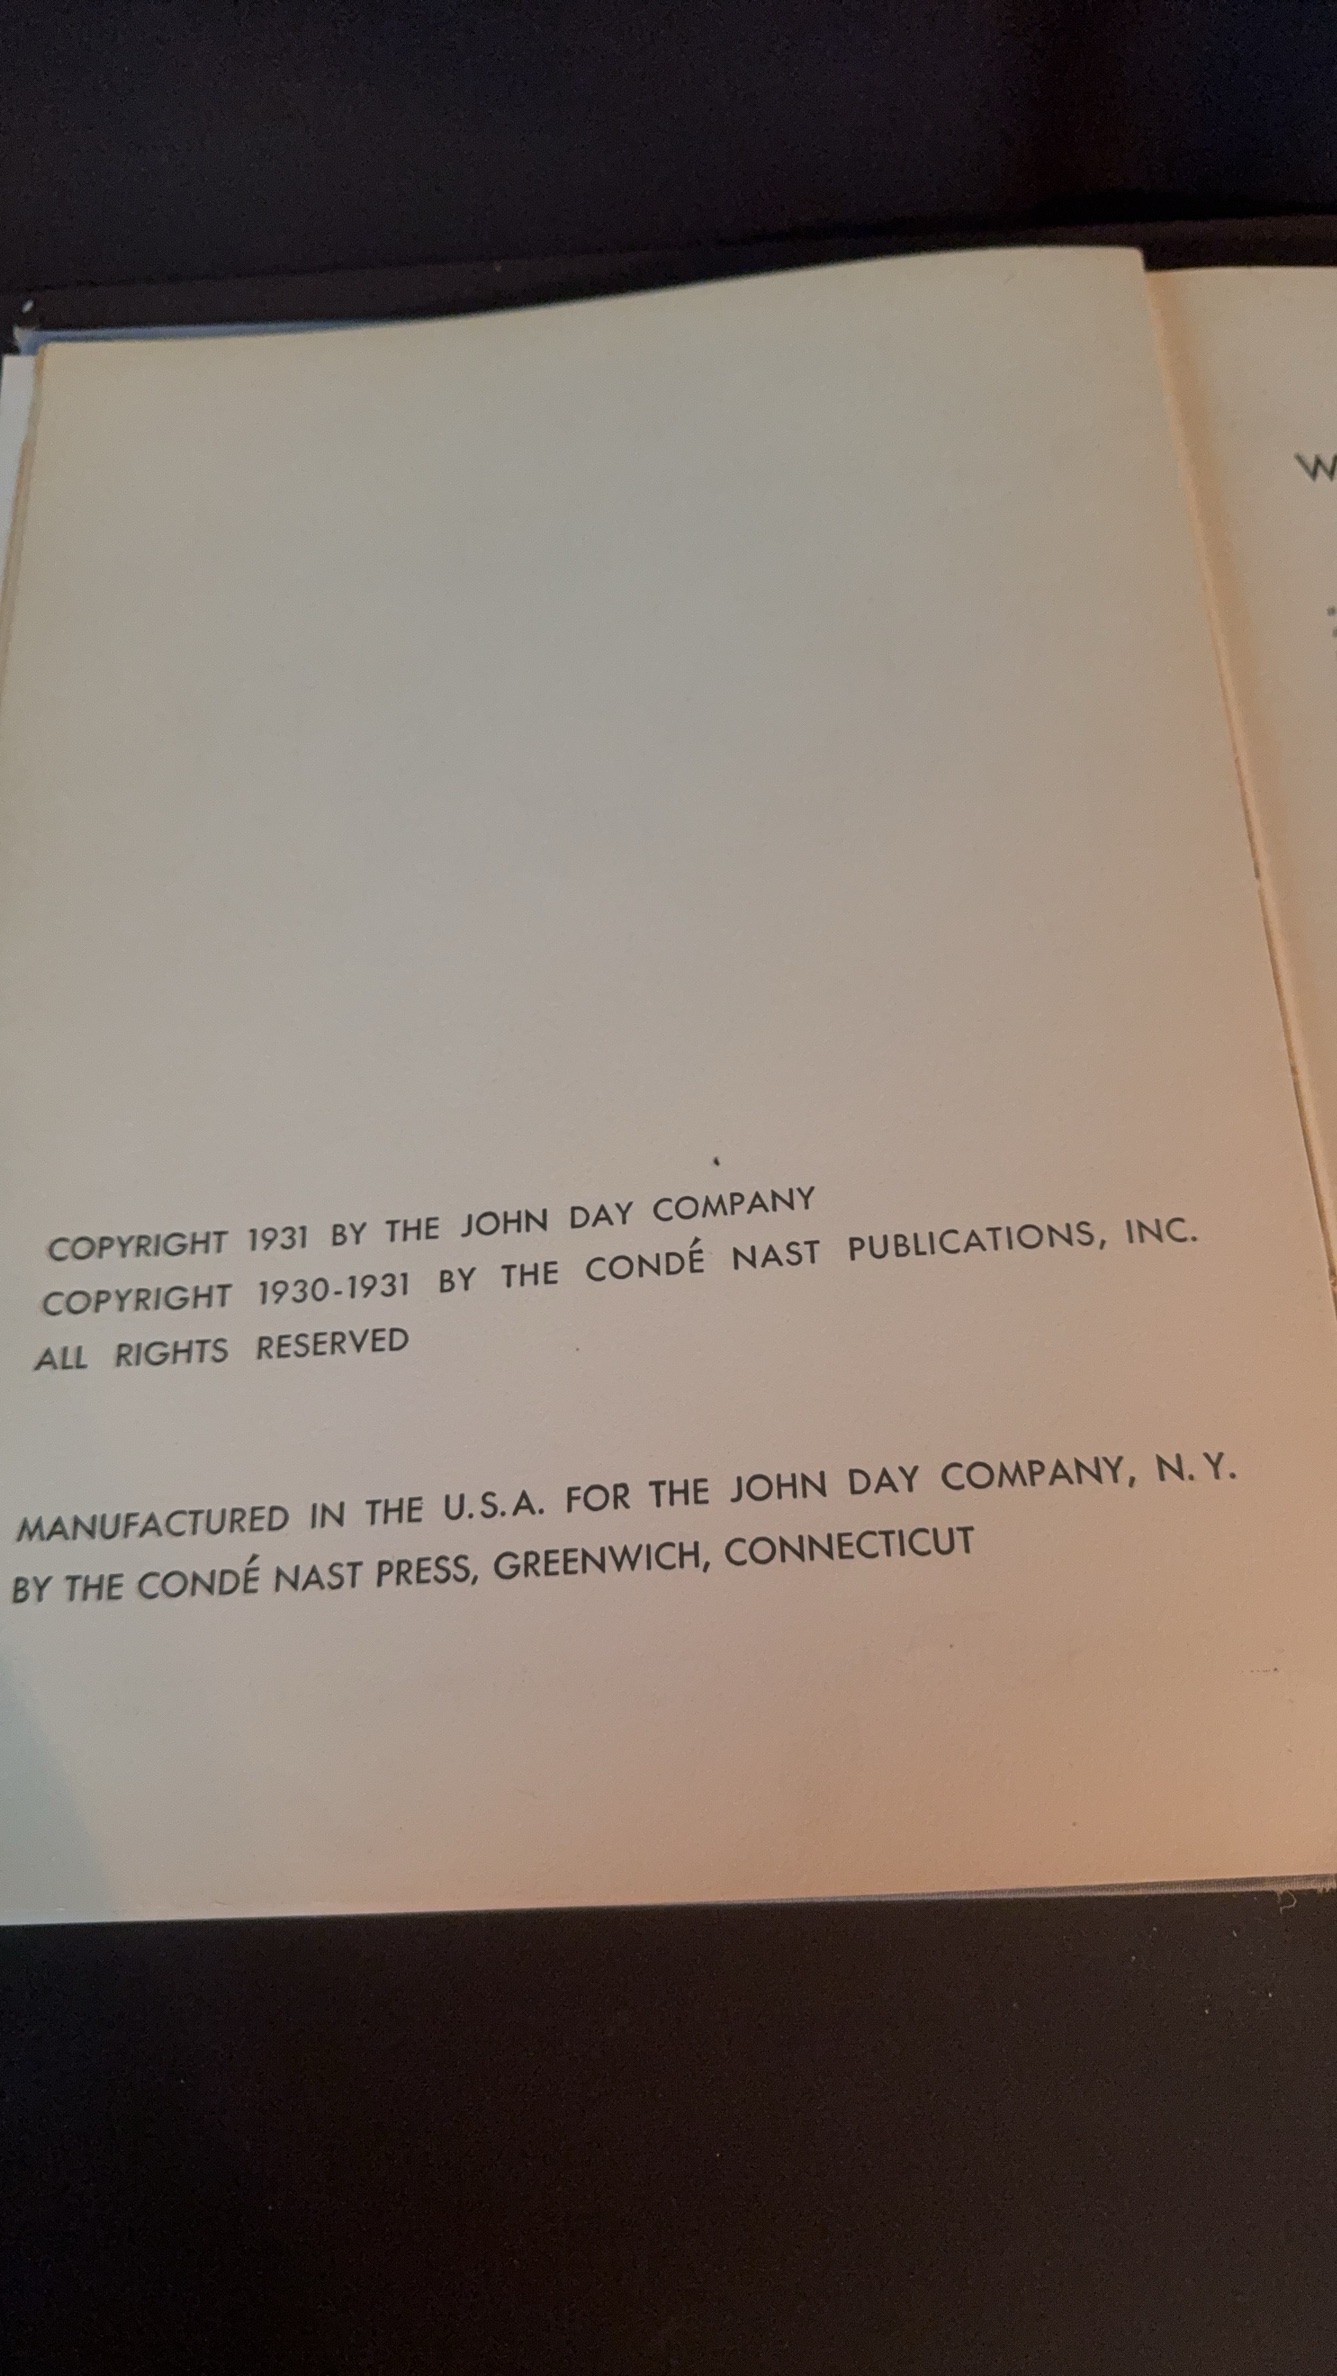 COPYRIGHT 1931 BY THE JOHN DAY COMPANY
COPYRIGHT 1930-1931 BY THE CONDÉ NAST PUBLICATIONS, INC.
ALL RIGHTS RESERVED
MANUFACTURED IN THE U.S.A. FOR THE JOHN DAY COMPANY, N. Y.
BY THE CONDÉ NAST PRESS, GREENWICH, CONNECTICUT